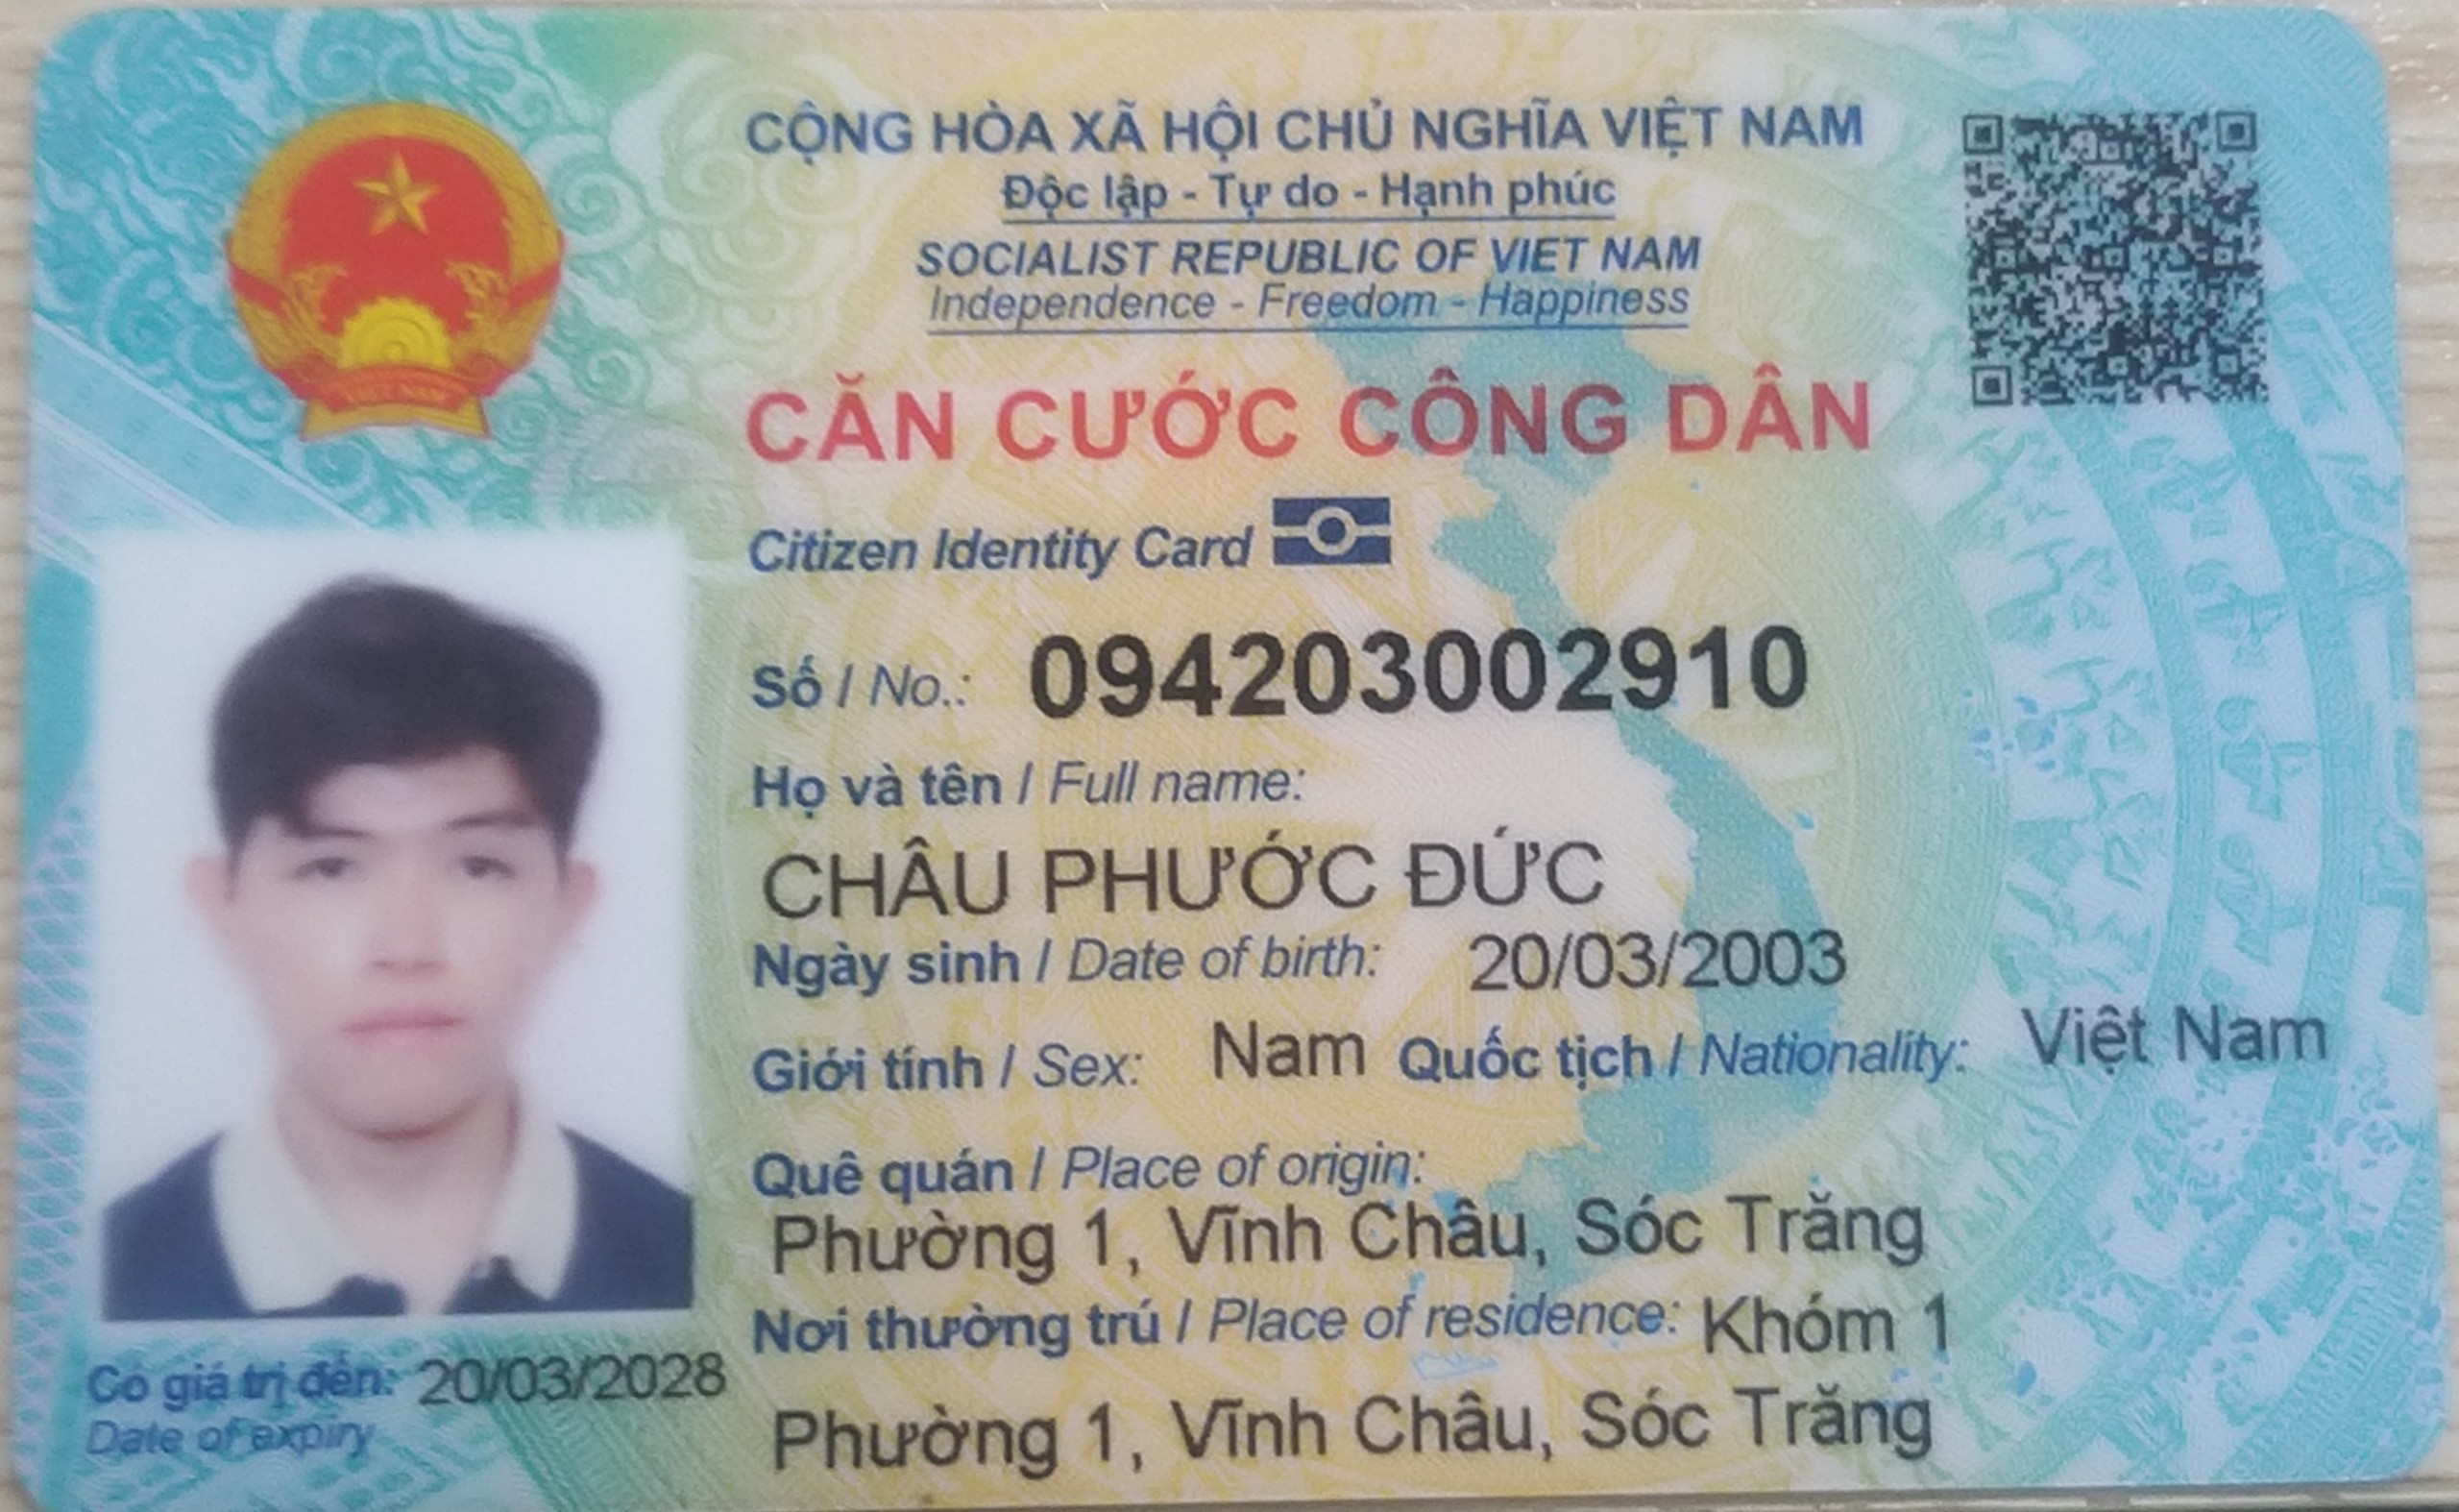 CỘNG HÒA XÃ HỘI CHỦ NGHĨA VIỆT NAM
Độc lập - Tự do - Hạnh phúc
SOCIALIST REPUBLIC OF VIET NAM
Independence - Freedom - Happiness
CĂN CƯỚC CÔNG DÂN
Citizen Identity Card
Số / No.: 094203002910
Họ và tên / Full name:
CHÂU PHƯỚC ĐỨC
Ngày sinh / Date of birth: 20/03/2003
Giới tính / Sex: Nam Quốc tịch / Nationality: Việt Nam
Quê quán / Place of origin:
Phường 1, Vĩnh Châu, Sóc Trăng
Nơi thường trú / Place of residence: Khóm 1
Phường 1, Vĩnh Châu, Sóc Trăng
Có giá trị đến: 20/03/2028
Date of expiry
VIỆT NAM